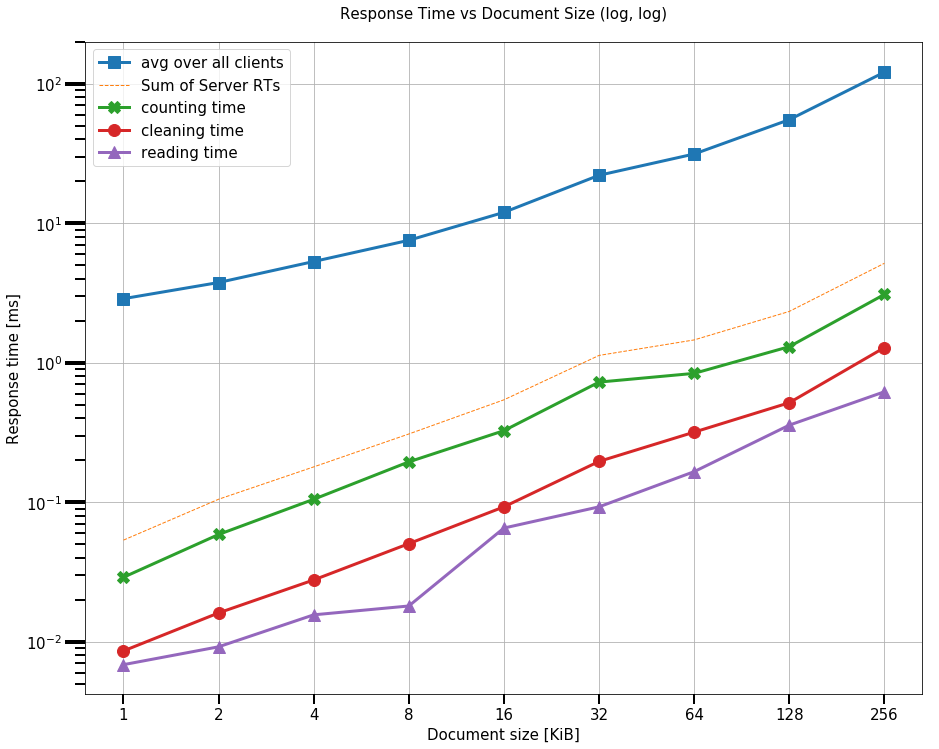 Response Time vs Document Size (log, log)
avg over all clients
Sum of Server RTs
counting time
cleaning time
reading time
Response time [ms]
10²
10¹
10⁰
10⁻¹
10⁻²
1 2 4 8 16 32 64 128 256
Document size [KiB]